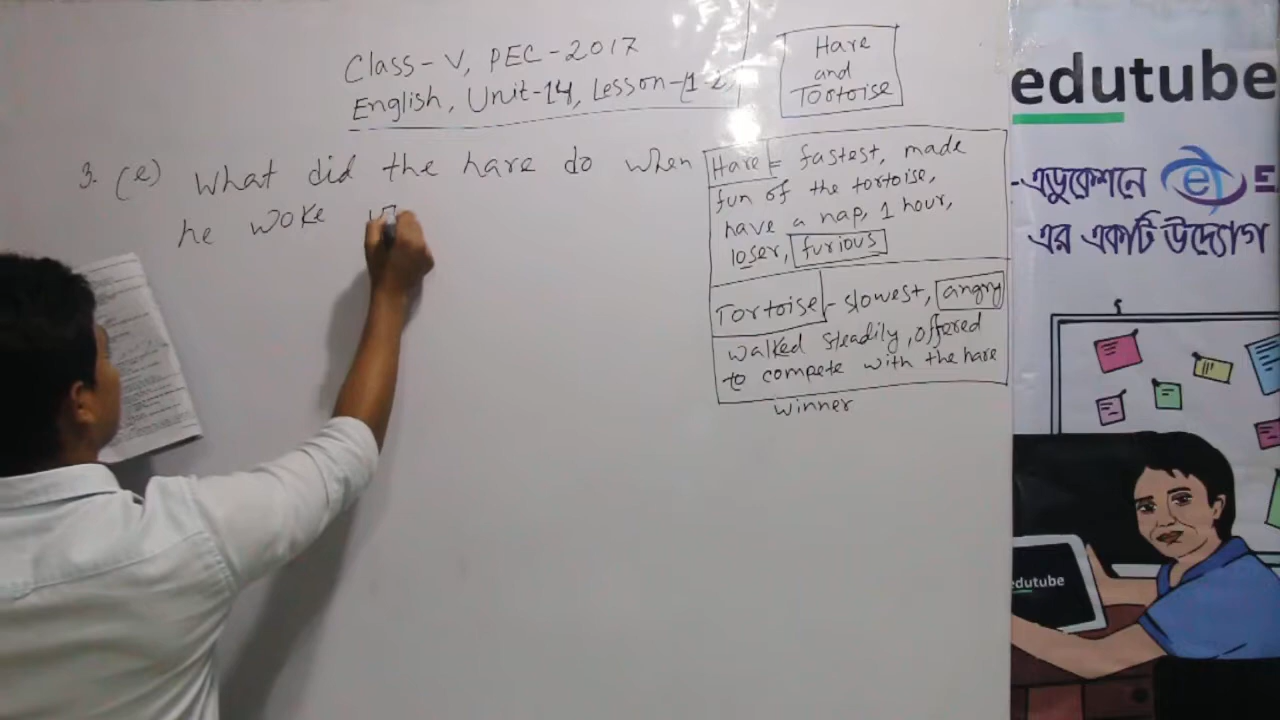 Class-V, PEC-2017
English, Unit-14, Lesson-(1-2)
Hare
and
Tortoise
3. (e) What did the hare do when
he woke
Hare = fastest, made
fun of the tortoise,
have a nap, 1 hour,
loser, furious
Tortoise - slowest, angry
walked steadily, offered
to compete with the hare
winner
edutube
-এডুকেশনে e E
এর একটি উদ্যোগ
edutube